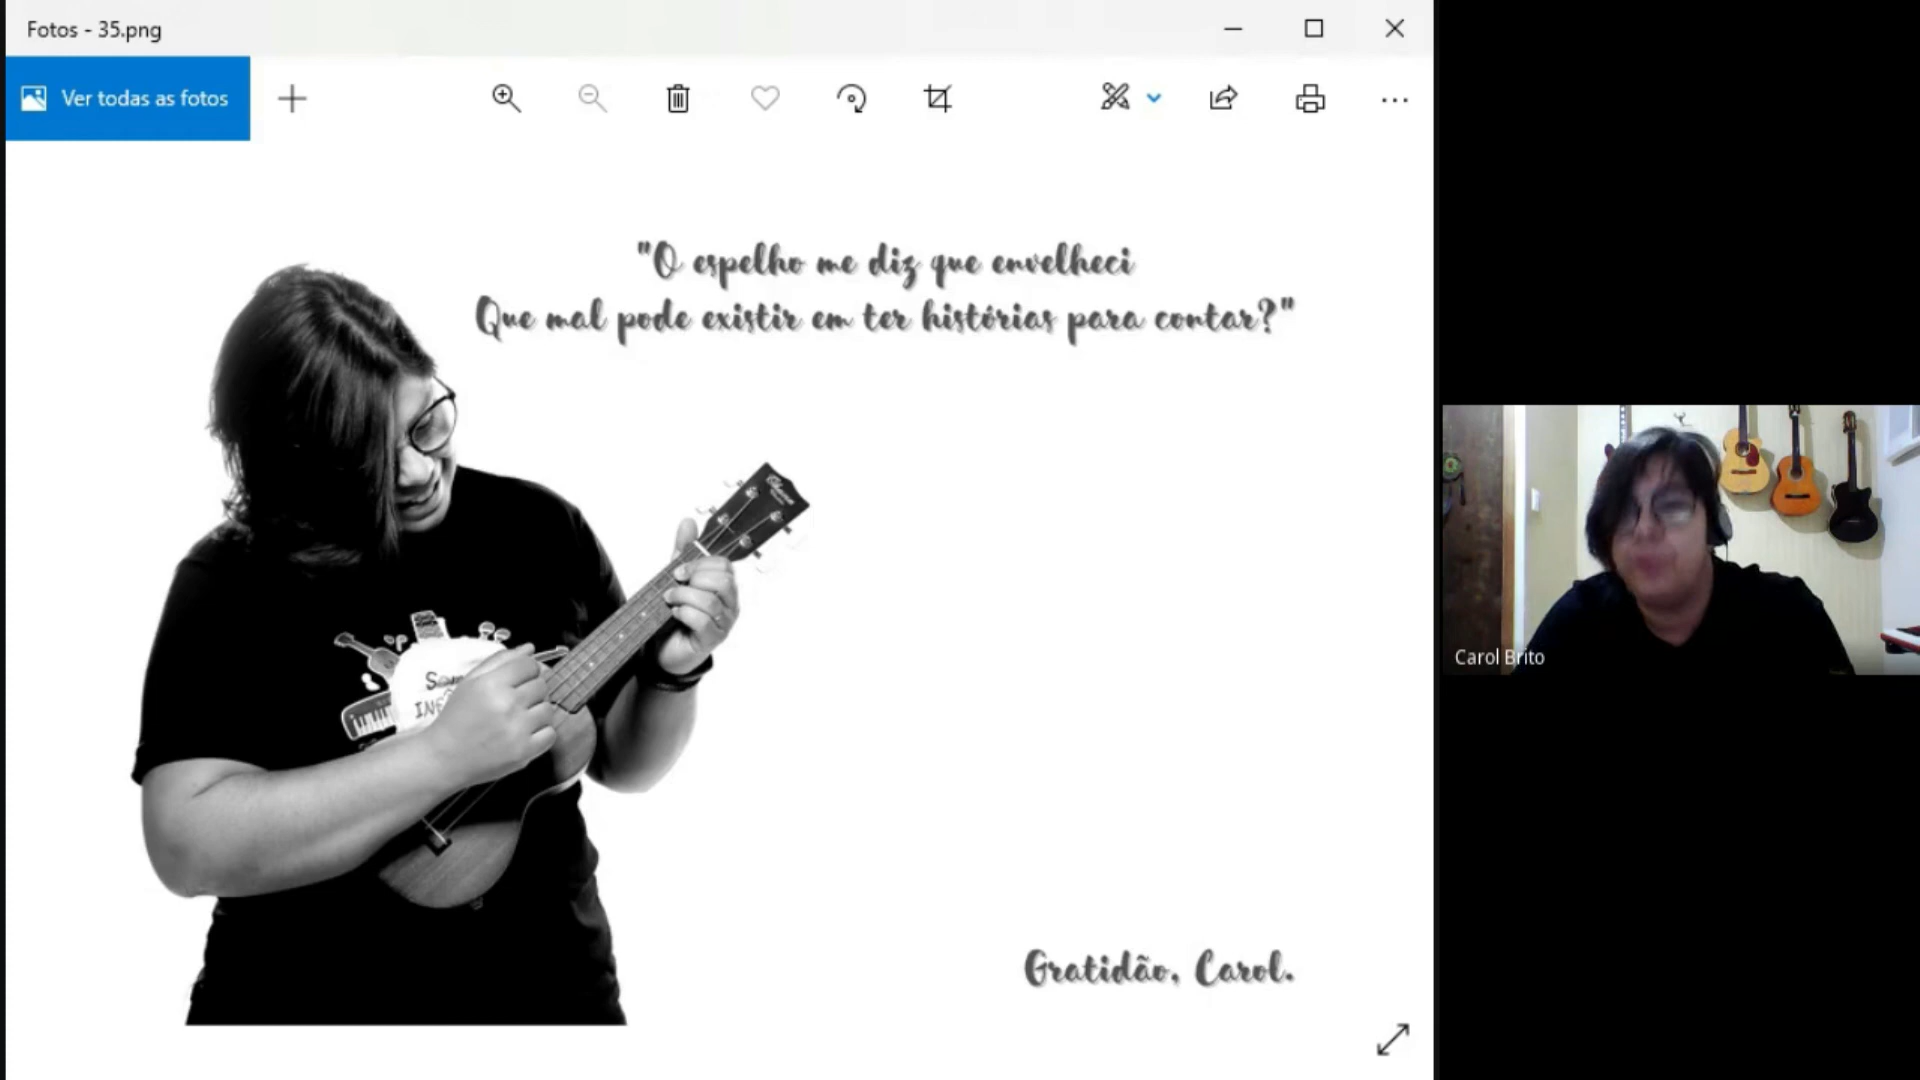 Fotos - 35.png
Ver todas as fotos
"O espelho me diz que envelheci
Que mal pode existir em ter histórias para contar?"
Gratidão, Carol.
Carol Brito